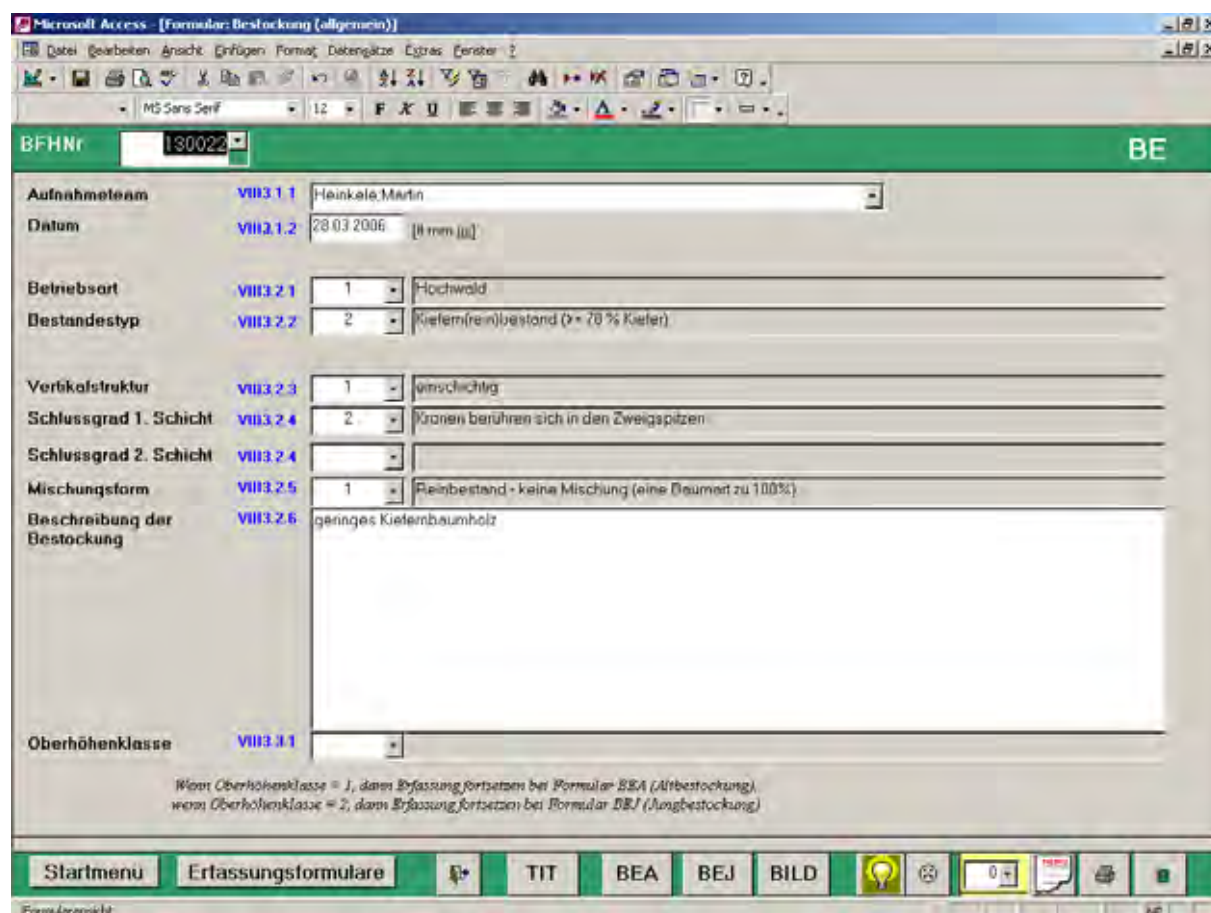 Microsoft Access - [Formular: Bestockung (allgemein)]
Datei Bearbeiten Ansicht Einfügen Format Datensätze Extras Fenster ?
MS Sans Serif 12 F K U
BFHNr 130022 BE
Aufnahmeteam VIII3.1.1 Heinkele,Martin
Datum VIII3.1.2 28.03.2006 [tt.mm.jjjj]
Betriebsart VIII3.2.1 1 Hochwald
Bestandestyp VIII3.2.2 2 Kiefern(rein)bestand (>= 70 % Kiefer)
Vertikalstruktur VIII3.2.3 1 einschichtig
Schlussgrad 1. Schicht VIII3.2.4 2 Kronen berühren sich in den Zweigspitzen
Schlussgrad 2. Schicht VIII3.2.4
Mischungsform VIII3.2.5 1 Reinbestand - keine Mischung (eine Baumart zu 100%)
Beschreibung der VIII3.2.6 geringes Kiefernbaumholz
Bestockung
Oberhöhenklasse VIII3.3.1
Wenn Oberhöhenklasse = 1, dann Erfassung fortsetzen bei Formular BEA (Altbestockung),
wenn Oberhöhenklasse = 2, dann Erfassung fortsetzen bei Formular BEJ (Jungbestockung)
Startmenü Erfassungsformulare TIT BEA BEJ BILD 0
Formularansicht NF